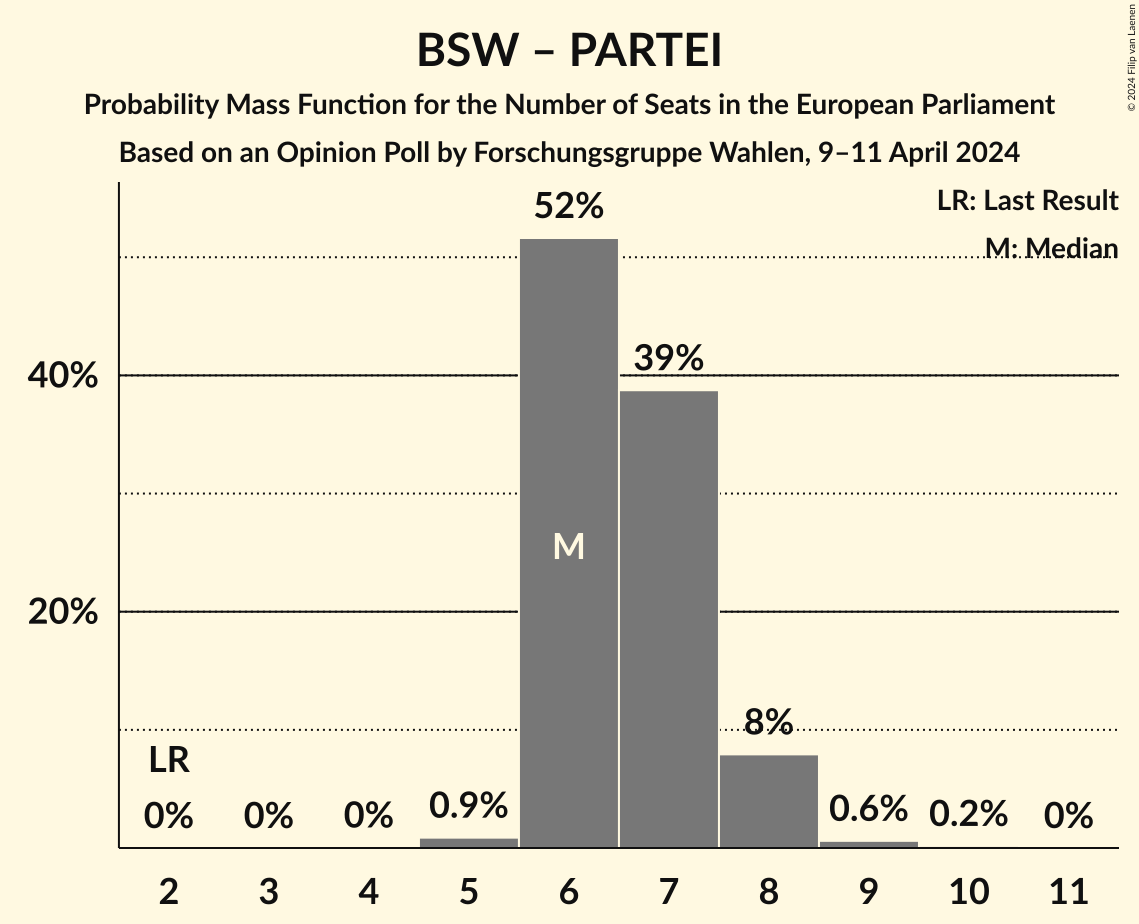 BSW – PARTEI
Probability Mass Function for the Number of Seats in the European Parliament
Based on an Opinion Poll by Forschungsgruppe Wahlen, 9–11 April 2024
© 2024 Filip van Laenen
LR: Last Result
M: Median
52%
39%
40%
M
20%
8%
LR
0% 0% 0% 0.9% 0.6% 0.2% 0%
2 3 4 5 6 7 8 9 10 11